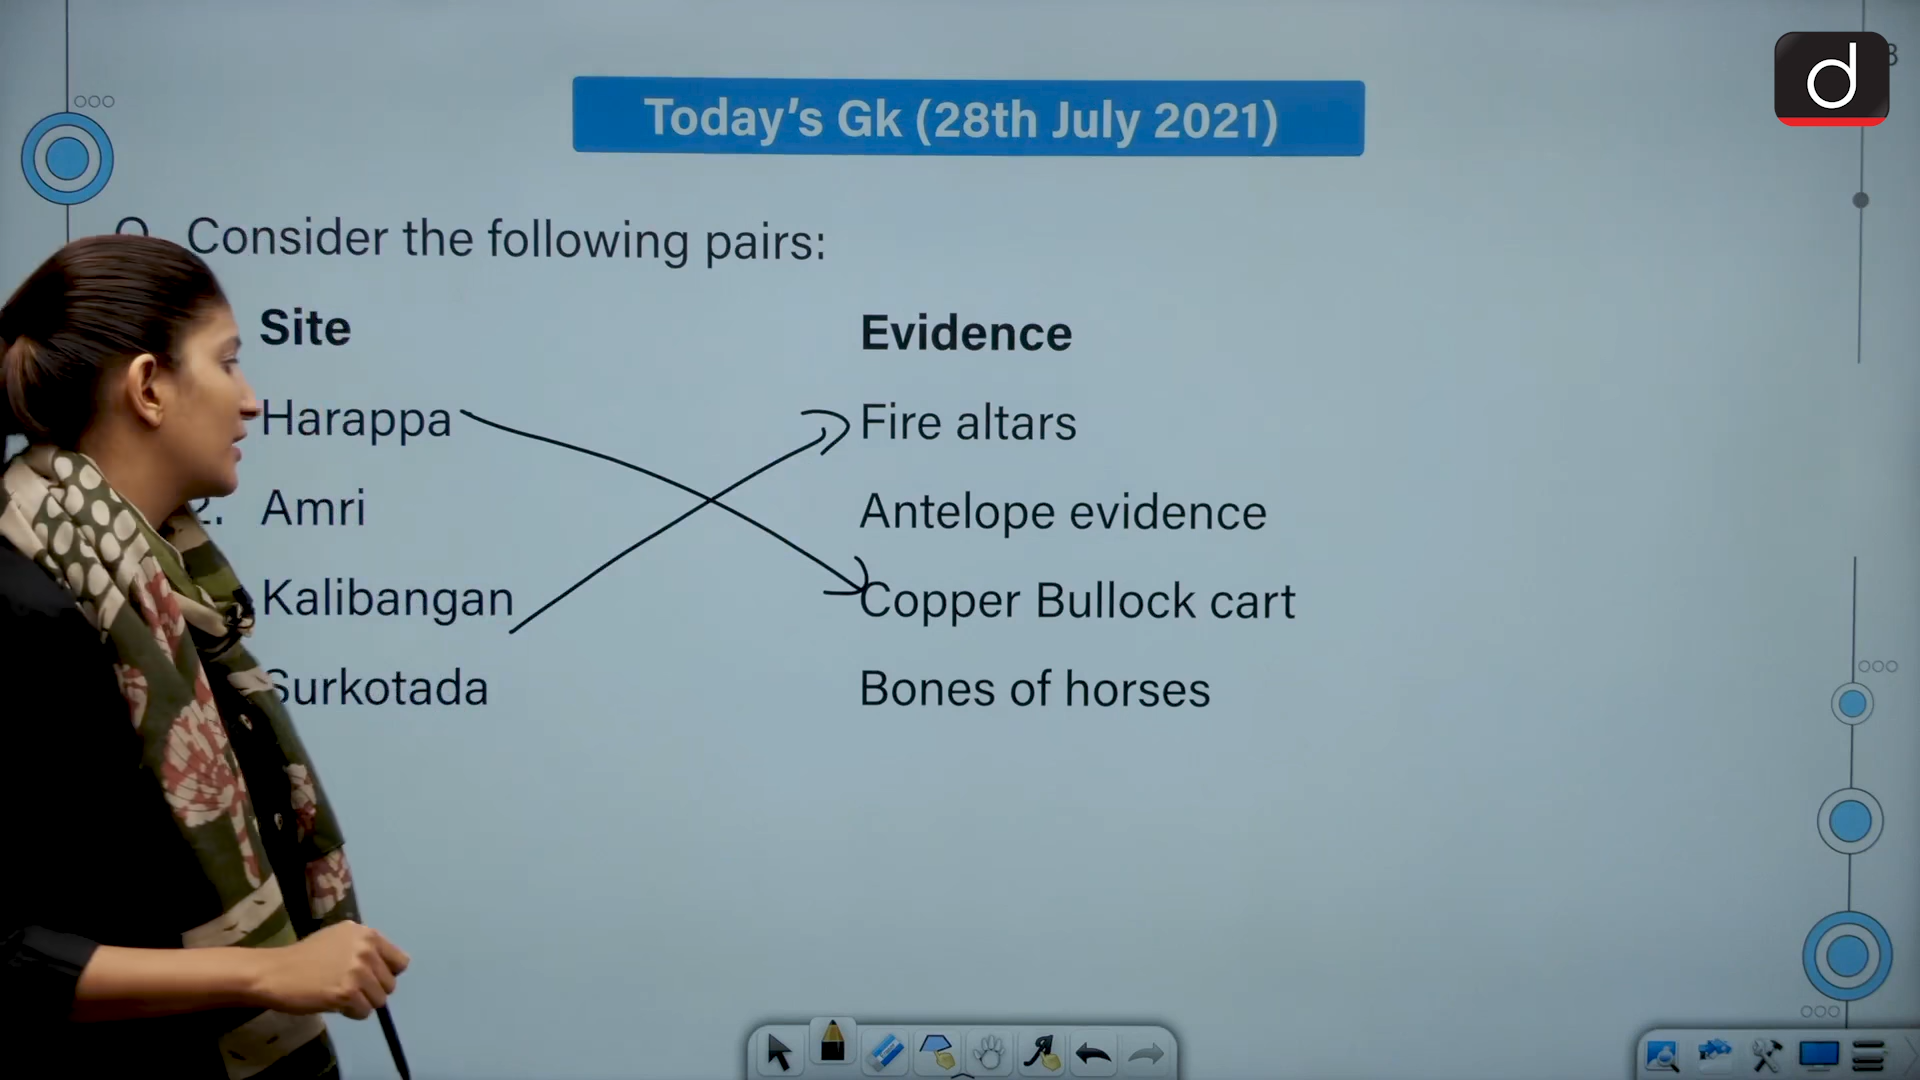 Today's Gk (28th July 2021)
Consider the following pairs:
Site Evidence
Harappa Fire altars
2. Amri Antelope evidence
Kalibangan Copper Bullock cart
Surkotada Bones of horses
d